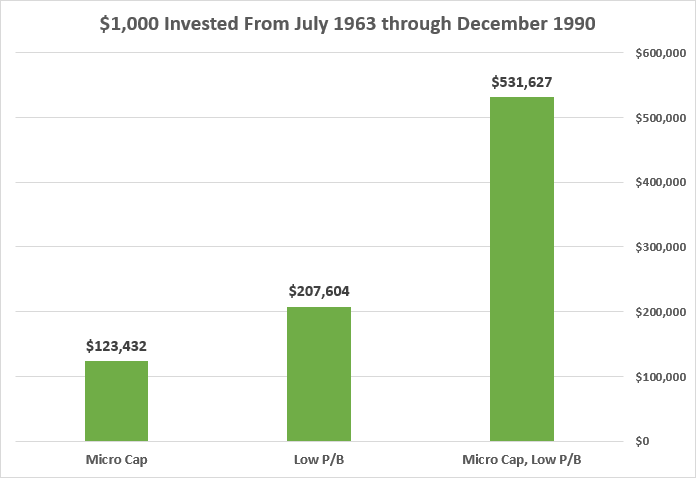 $1,000 Invested From July 1963 through December 1990
$600,000
$531,627
$500,000
$400,000
$300,000
$207,604
$200,000
$123,432
$100,000
$0
Micro Cap
Low P/B
Micro Cap, Low P/B